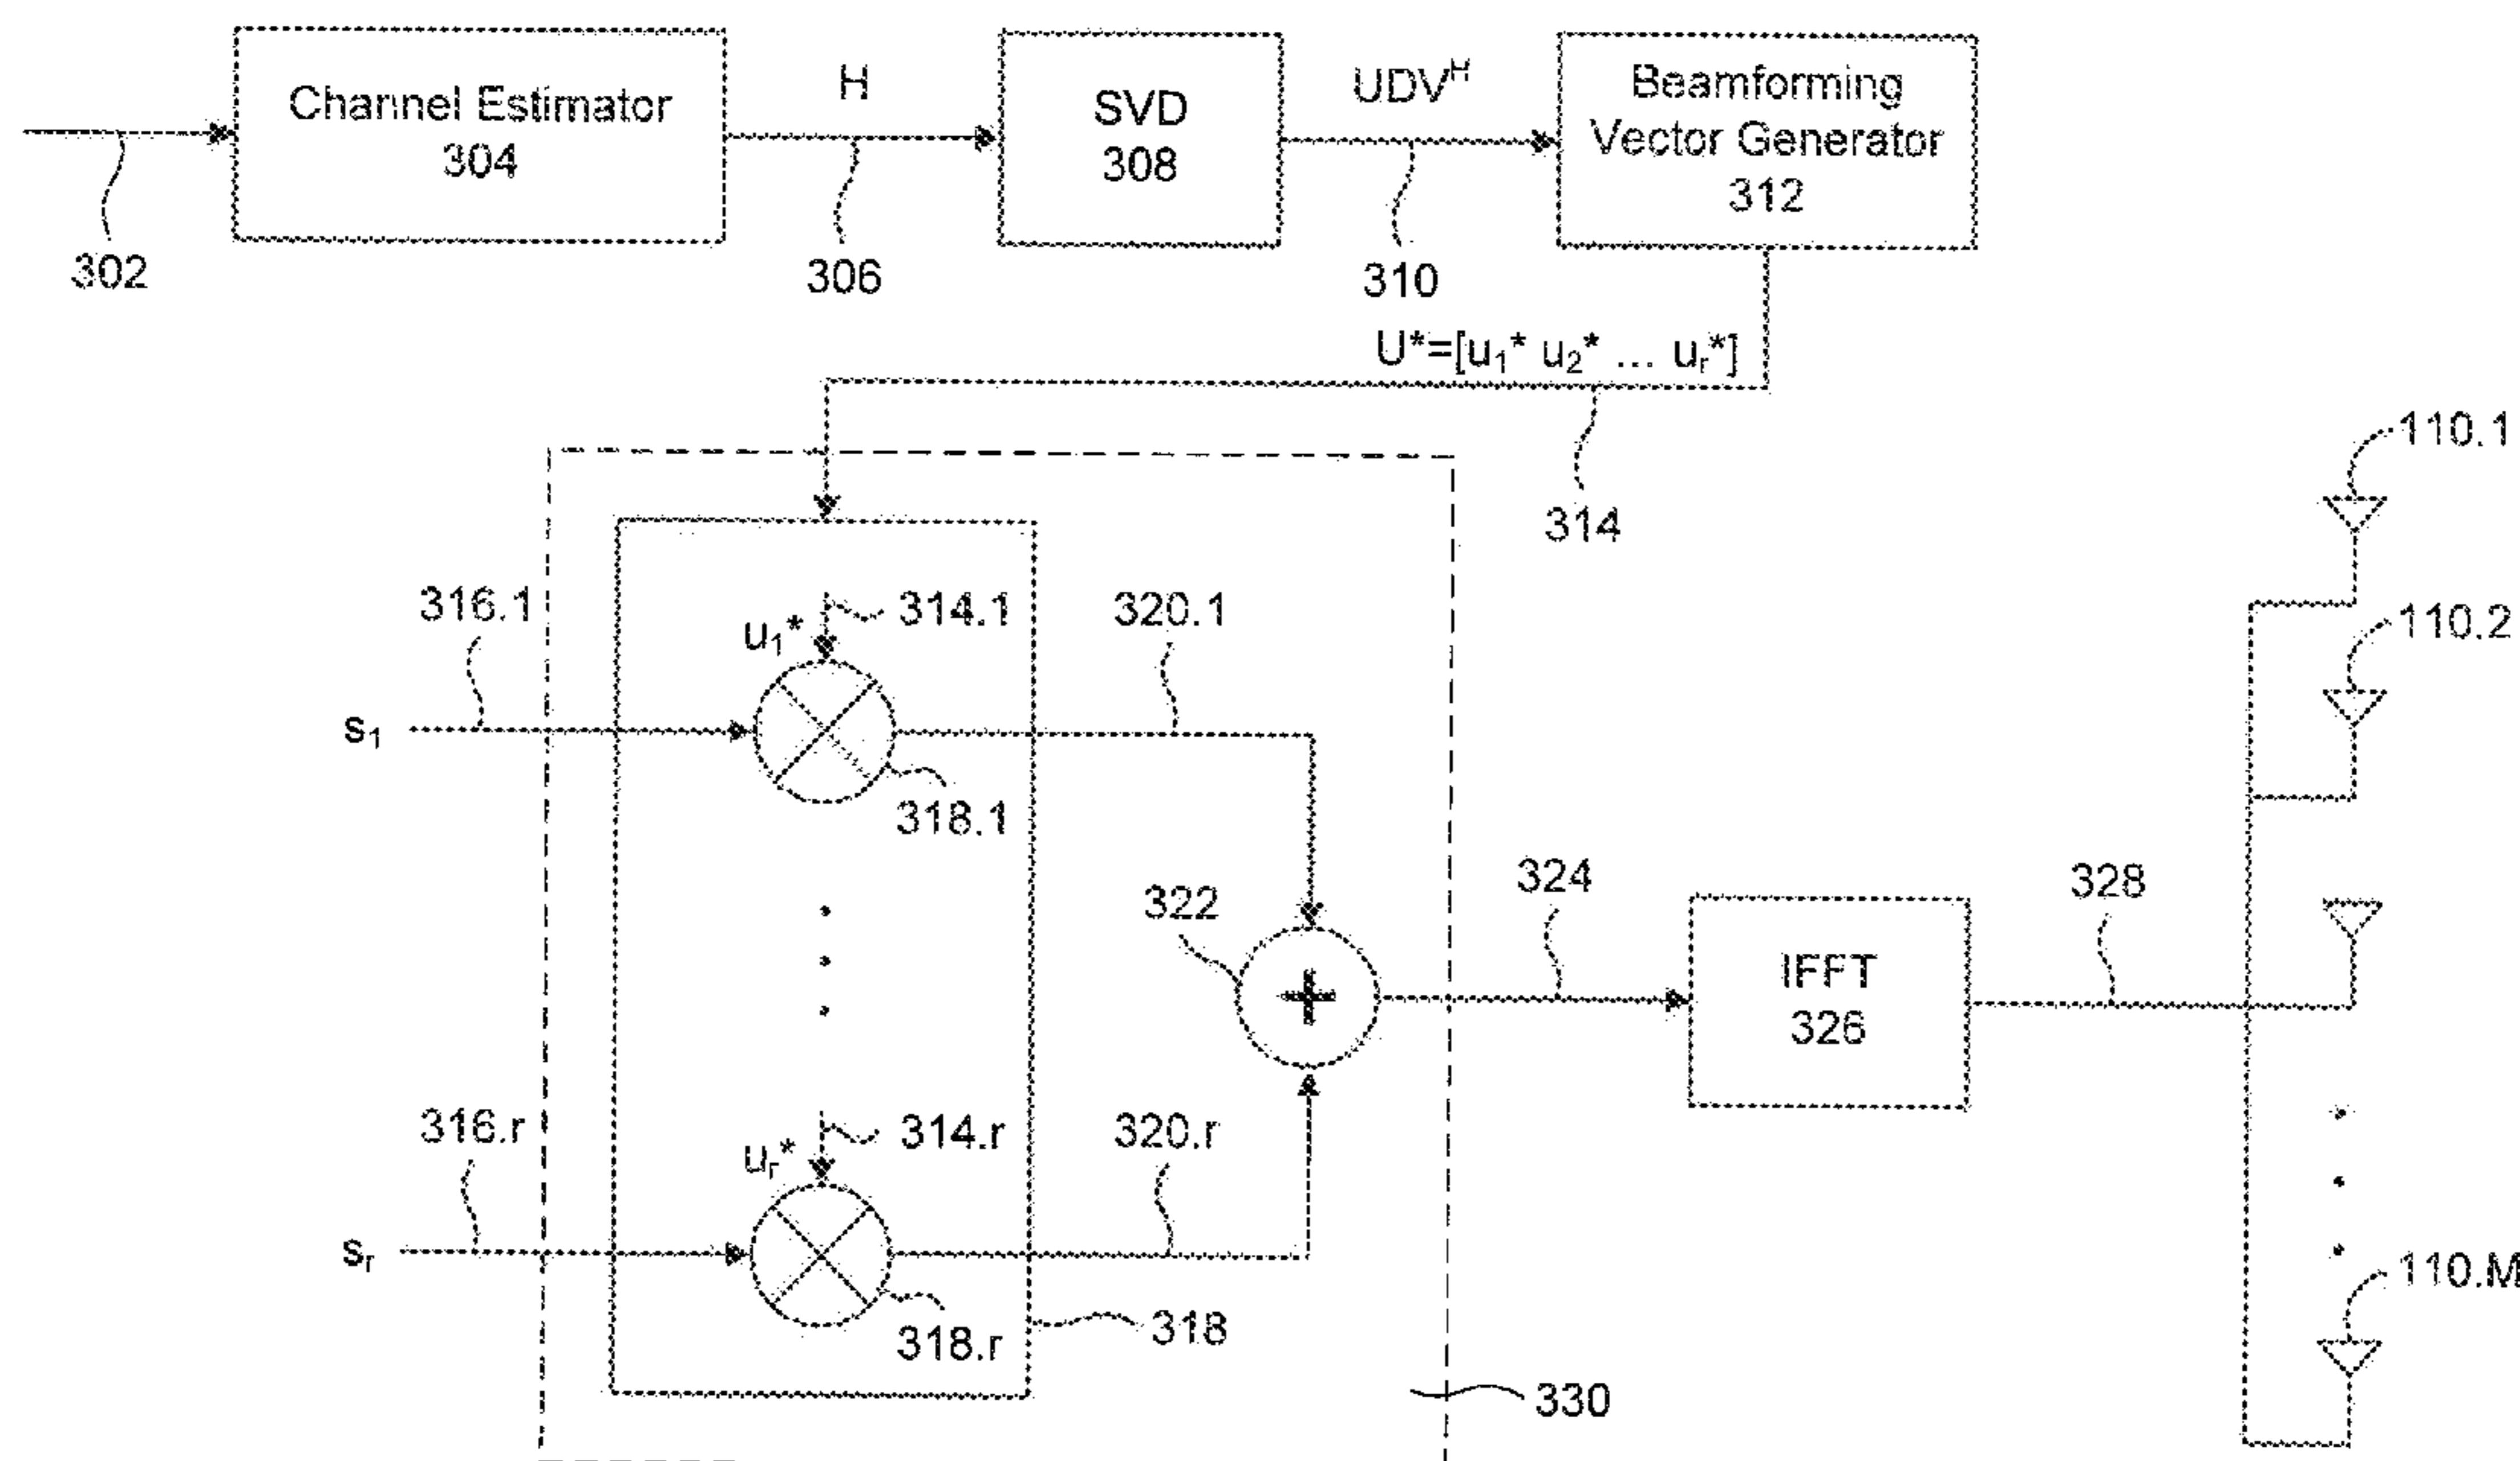 Channel Estimator
304
H
SVD
308
UDVᴴ
Beamforming
Vector Generator
312
302
306
310
U*=[u₁* u₂* ... uᵣ*]
314
110.1
110.2
316.1
u₁*
314.1
320.1
s₁
318.1
322
324
IFFT
326
328
316.r
uᵣ*
314.r
320.r
sᵣ
318.r
318
110.M
330